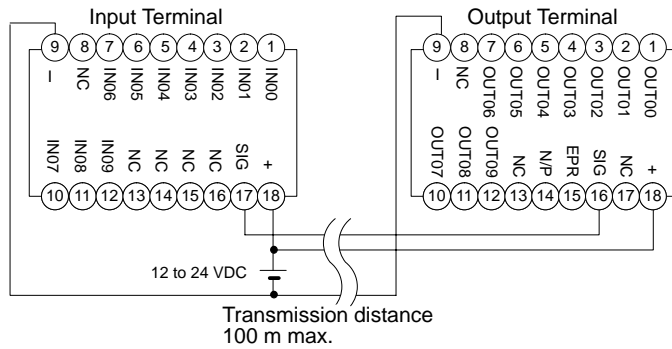 Input Terminal
9 8 7 6 5 4 3 2 1
– NC IN06 IN05 IN04 IN03 IN02 IN01 IN00
IN07 IN08 IN09 NC NC NC NC SIG +
10 11 12 13 14 15 16 17 18
Output Terminal
9 8 7 6 5 4 3 2 1
– NC OUT06 OUT05 OUT04 OUT03 OUT02 OUT01 OUT00
OUT07 OUT08 OUT09 NC N/P EPR SIG NC +
10 11 12 13 14 15 16 17 18
12 to 24 VDC
Transmission distance
100 m max.